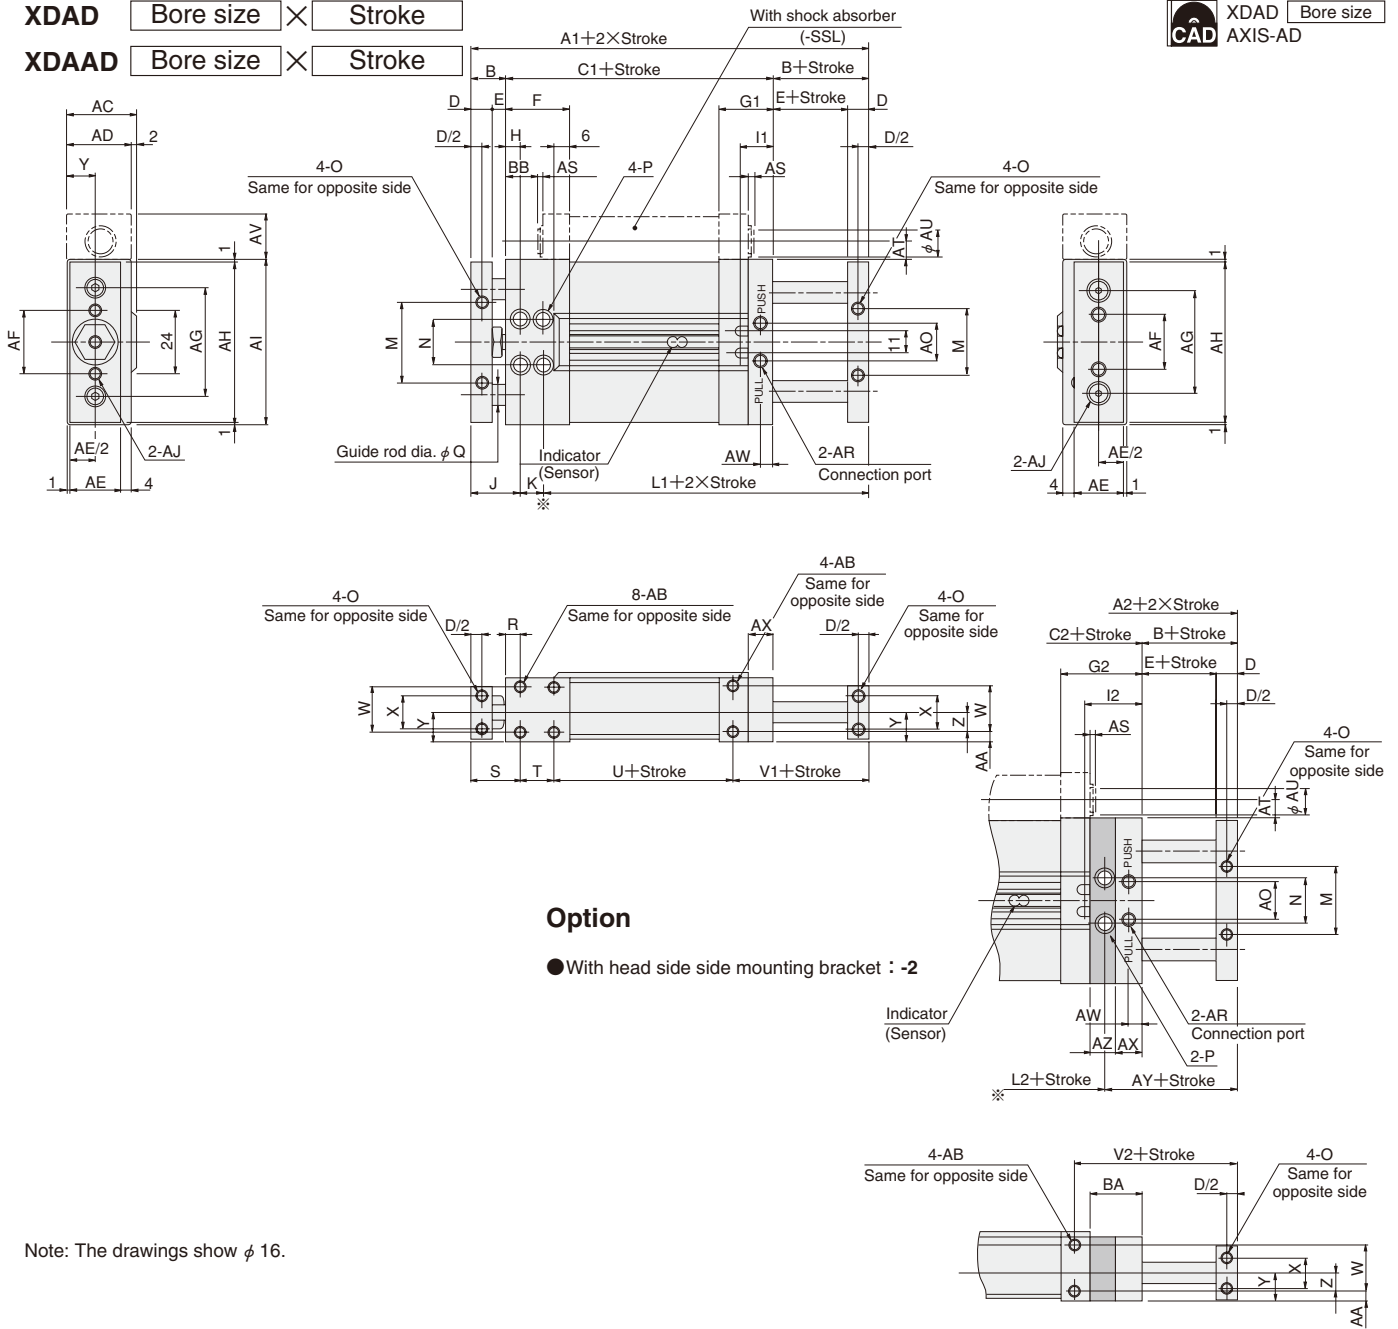 XDAD Bore size × Stroke
XDAAD Bore size × Stroke
CAD
XDAD Bore size
AXIS-AD
With shock absorber
(-SSL)
A1+2×Stroke
B C1+Stroke B+Stroke
D E F G1 E+Stroke D
D/2 H 6 I1 D/2
BB AS 4-P AS
4-O
Same for opposite side
4-O
Same for opposite side
AC
AD 2
Y
AV
1
AF
24
AG
AH
AI
1
AE/2
2-AJ
1 AE 4
M
N
PUSH
PULL
11
AO
M
AT
φAU
Guide rod dia. φQ
Indicator
(Sensor)
AW
2-AR
Connection port
J K L1+2×Stroke
※
1
AF
AG
AH
1
2-AJ
AE/2
4 AE 1
4-O
Same for opposite side
8-AB
Same for opposite side
4-AB
Same for
opposite side
4-O
Same for
opposite side
D/2 R AX D/2
W
X
Y
Y
X
Z
W
AA
S T U+Stroke V1+Stroke
A2+2×Stroke
C2+Stroke B+Stroke
G2 E+Stroke D
I2 D/2
AS
4-O
Same for
opposite side
AT
φAU
PUSH
PULL
AO
N
M
Indicator
(Sensor)
AW
2-AR
Connection port
AZ AX
2-P
L2+Stroke AY+Stroke
※
Option
●With head side side mounting bracket：-2
4-AB
Same for opposite side
V2+Stroke
BA D/2
4-O
Same for
opposite side
Y
X
Z
W
AA
Note: The drawings show φ 16.